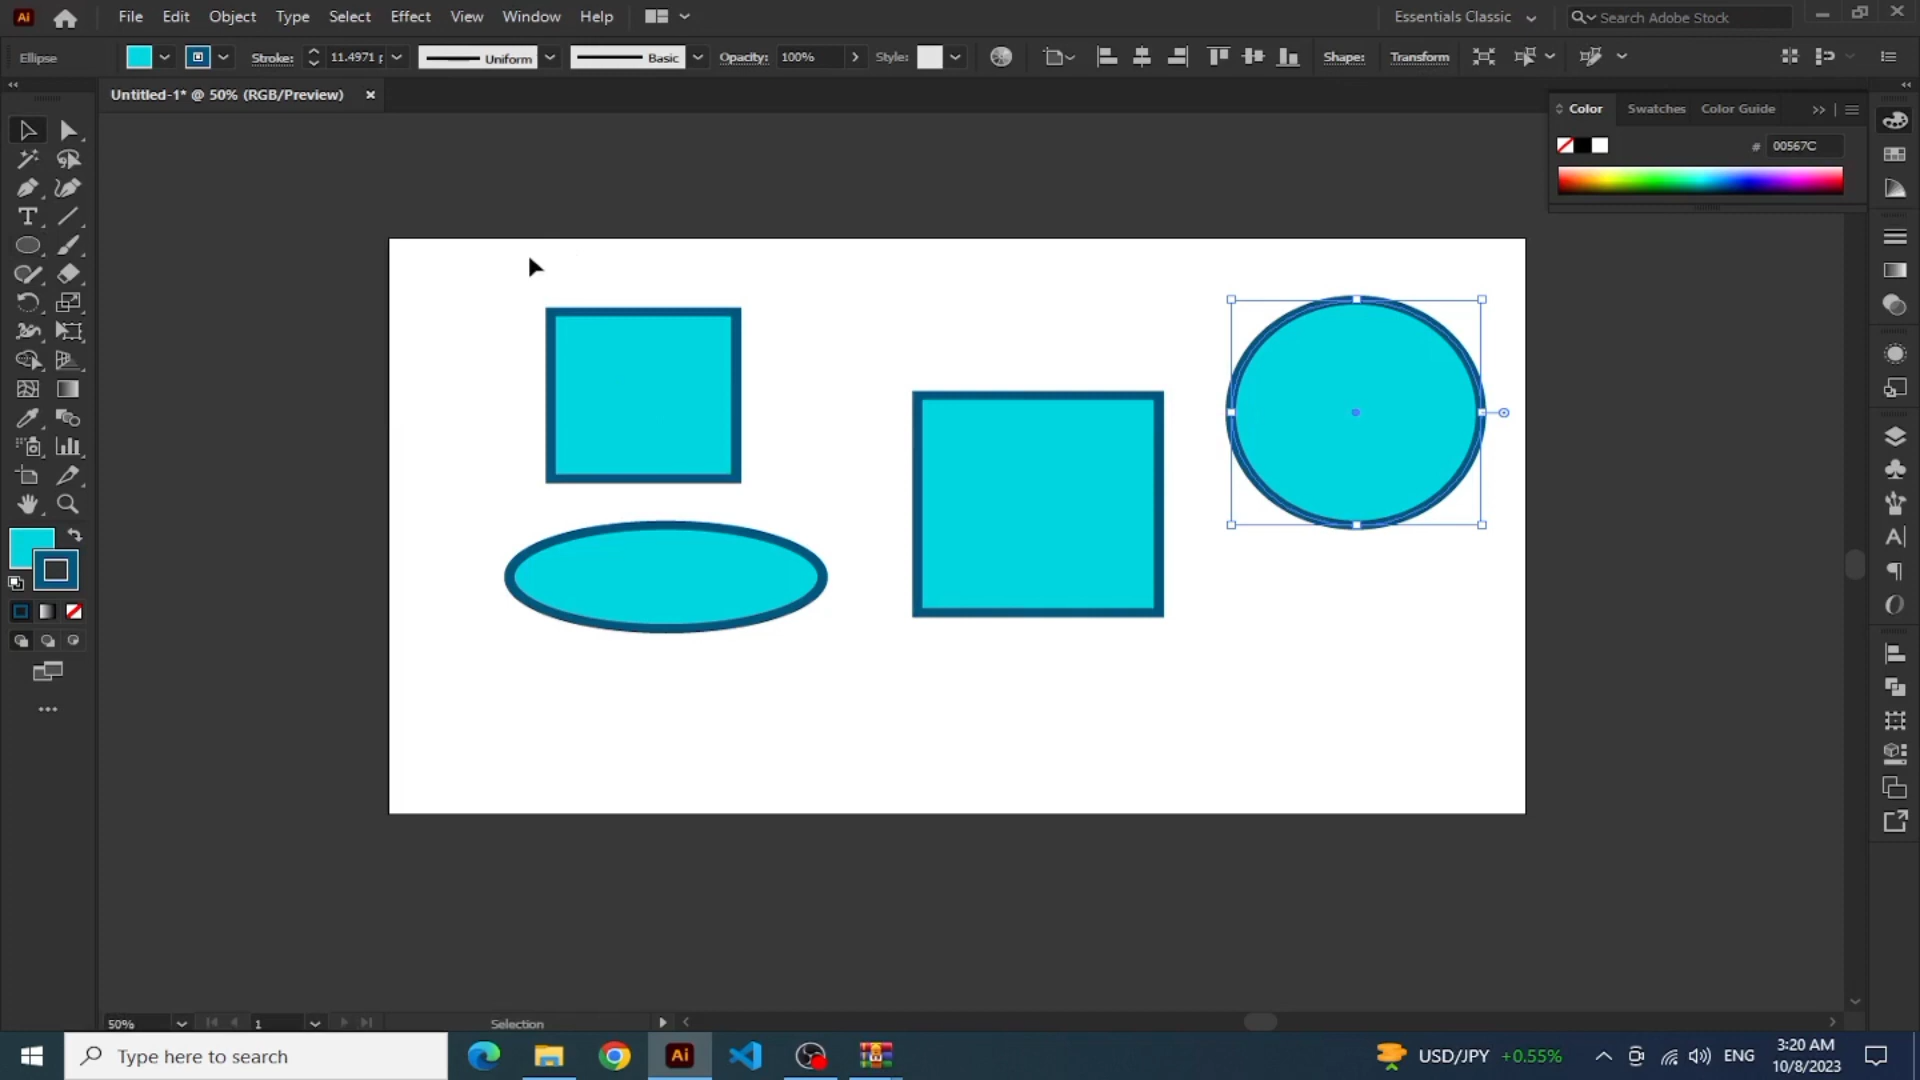 Ai File Edit Object Type Select Effect View Window Help Essentials Classic Search Adobe Stock
Ellipse Stroke: 11.4971 p Uniform Basic Opacity: 100% Style: Shape: Transform
Untitled-1* @ 50% (RGB/Preview) ×
Color Swatches Color Guide
# 00567C
50% 1 Selection
Type here to search Ai USD/JPY +0.55% ENG 3:20 AM
10/8/2023